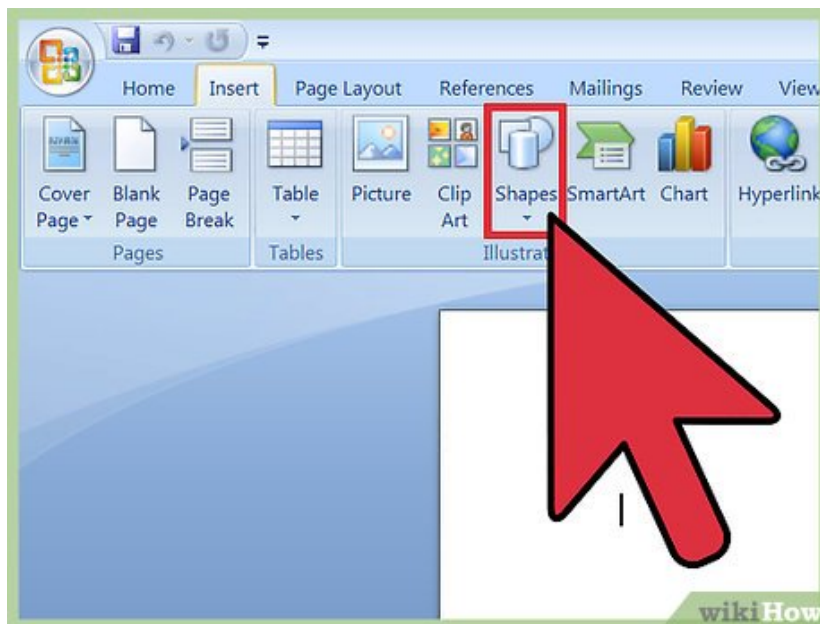 Home Insert Page Layout References Mailings Review View
Cover Page Blank Page Page Break Table Picture Clip Art Shapes SmartArt Chart Hyperlink
Pages Tables Illustrat
wikiHow